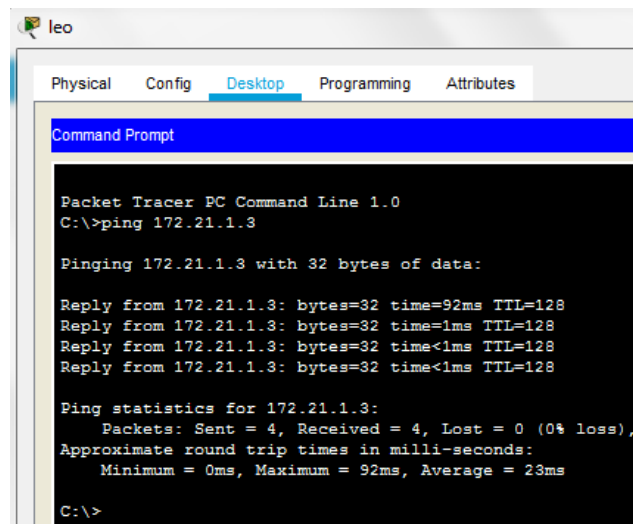 leo
Physical Config Desktop Programming Attributes
Command Prompt
Packet Tracer PC Command Line 1.0
C:\>ping 172.21.1.3
Pinging 172.21.1.3 with 32 bytes of data:
Reply from 172.21.1.3: bytes=32 time=92ms TTL=128
Reply from 172.21.1.3: bytes=32 time=1ms TTL=128
Reply from 172.21.1.3: bytes=32 time<1ms TTL=128
Reply from 172.21.1.3: bytes=32 time<1ms TTL=128
Ping statistics for 172.21.1.3:
Packets: Sent = 4, Received = 4, Lost = 0 (0% loss),
Approximate round trip times in milli-seconds:
Minimum = 0ms, Maximum = 92ms, Average = 23ms
C:\>